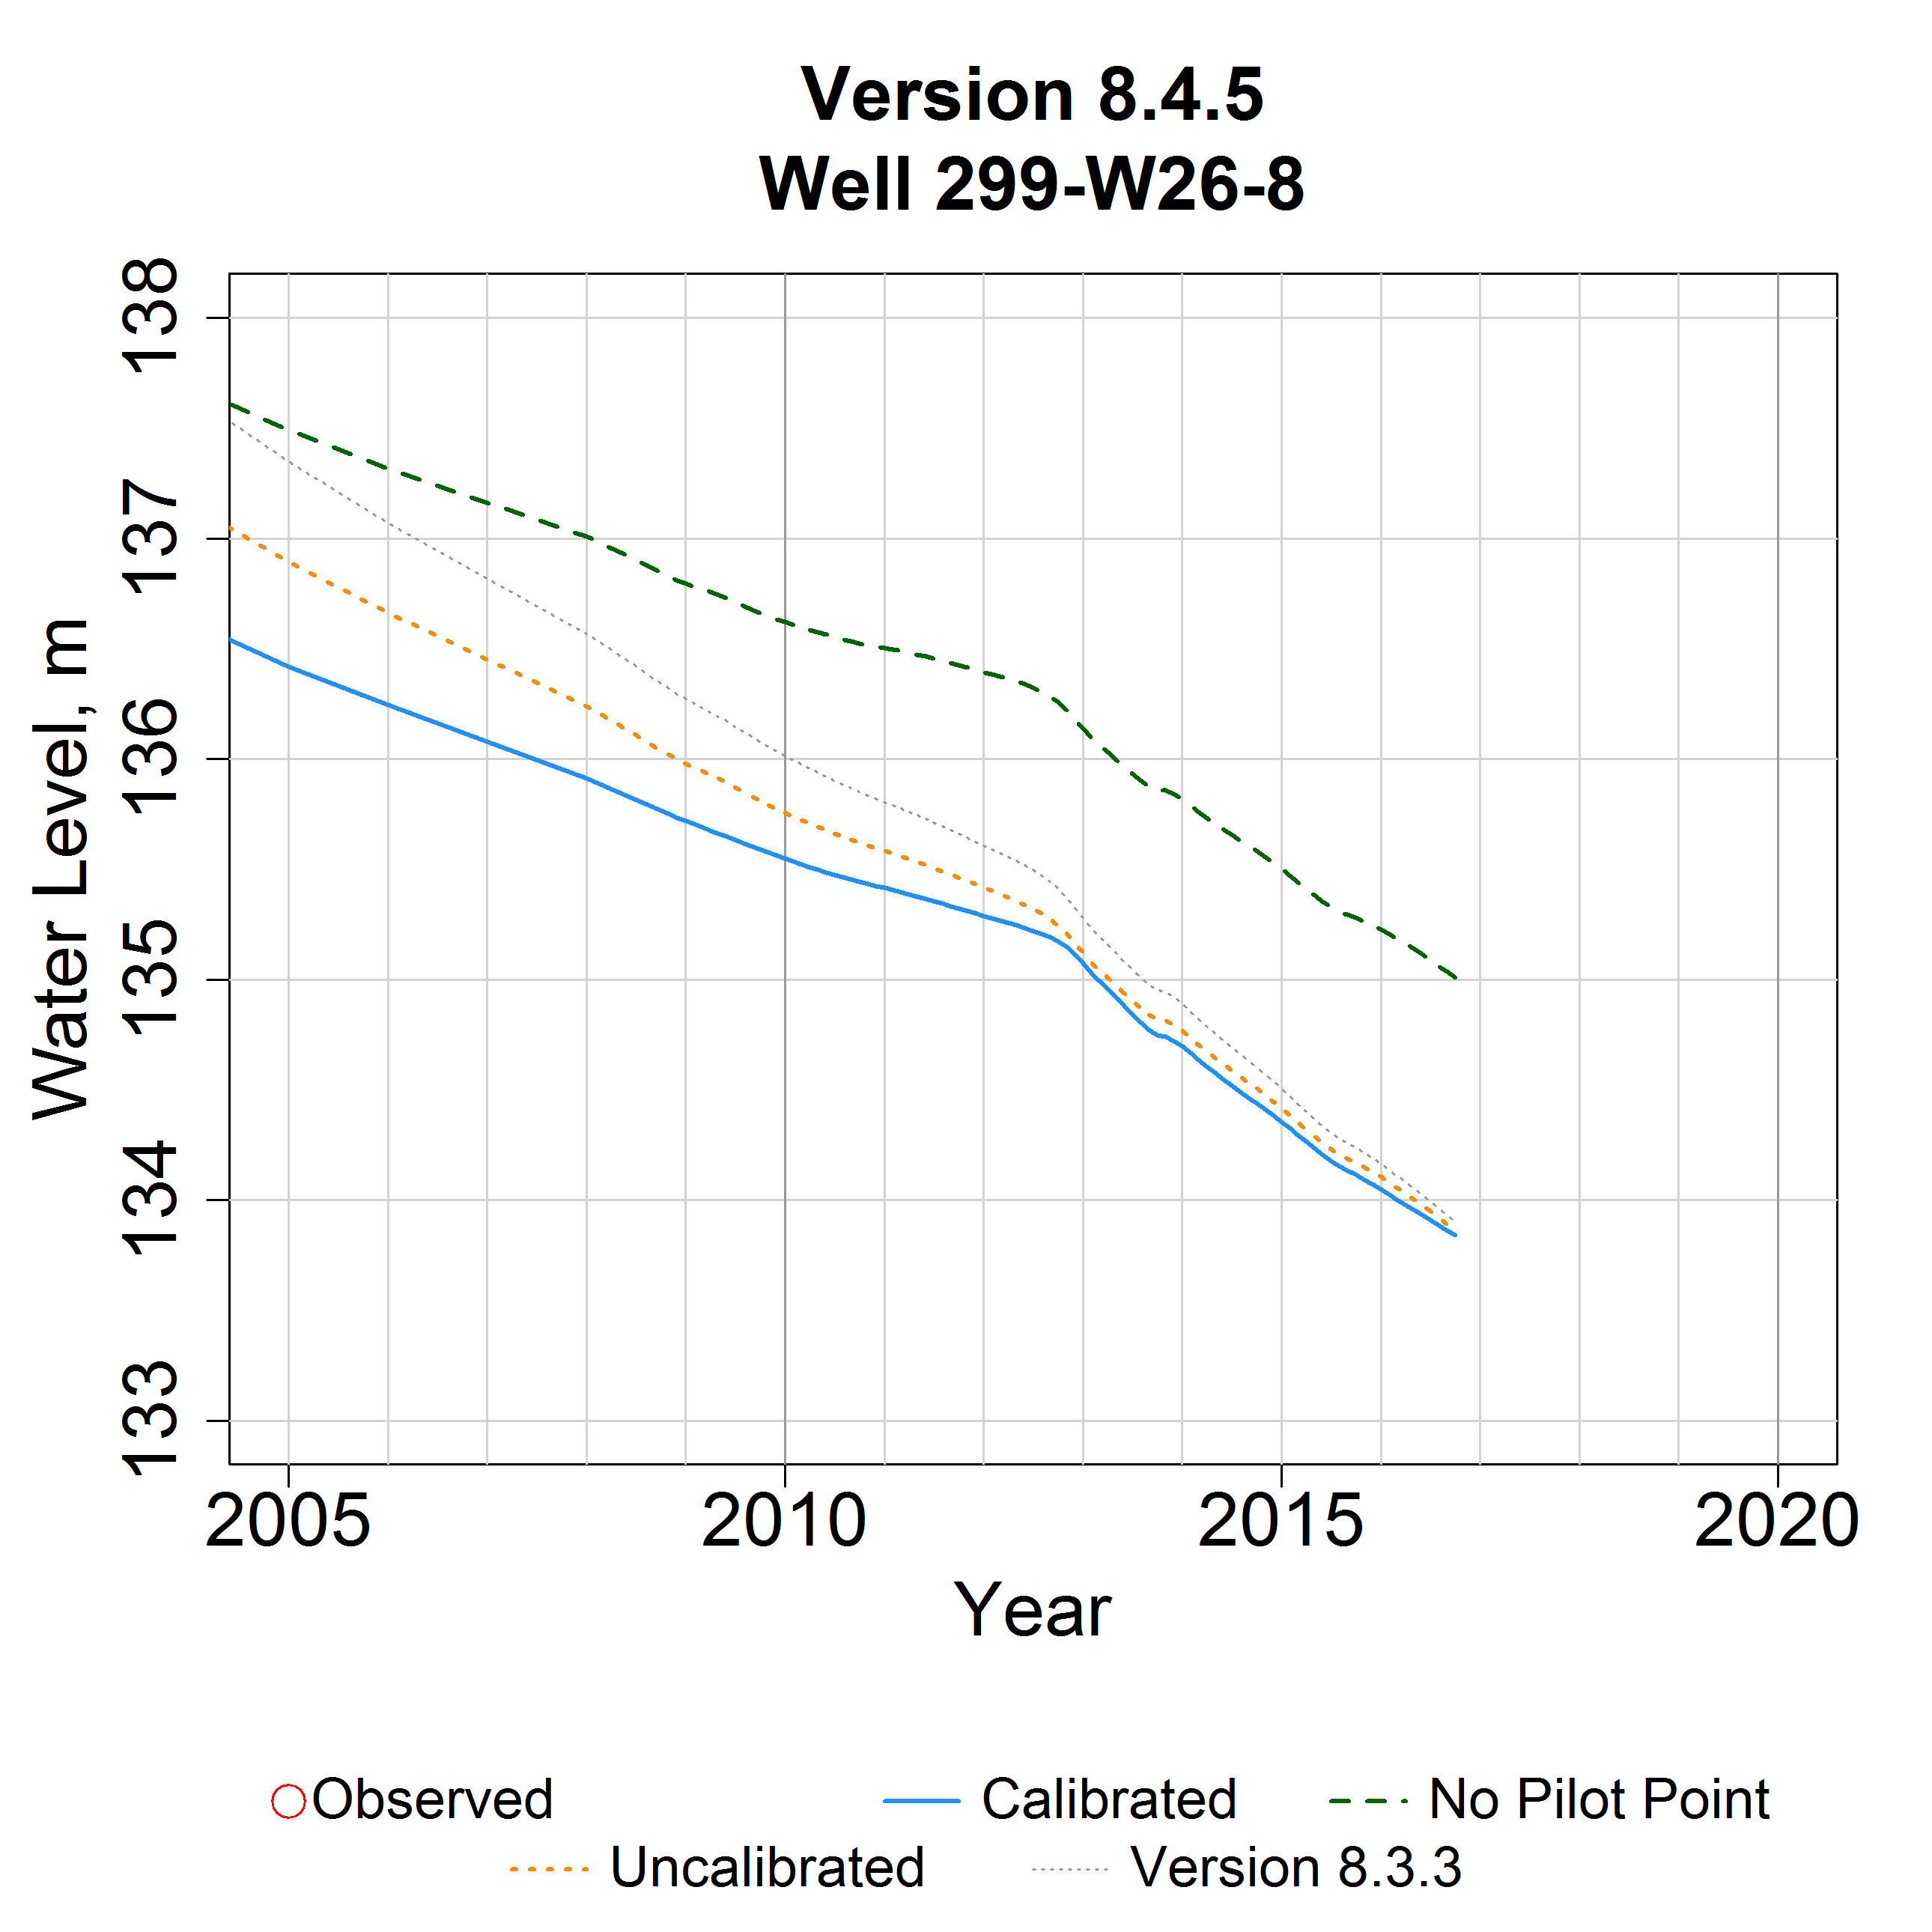 Version 8.4.5
Well 299-W26-8
138
137
136
135
134
133
Water Level, m
2005 2010 2015 2020
Year
Observed Calibrated No Pilot Point
Uncalibrated Version 8.3.3